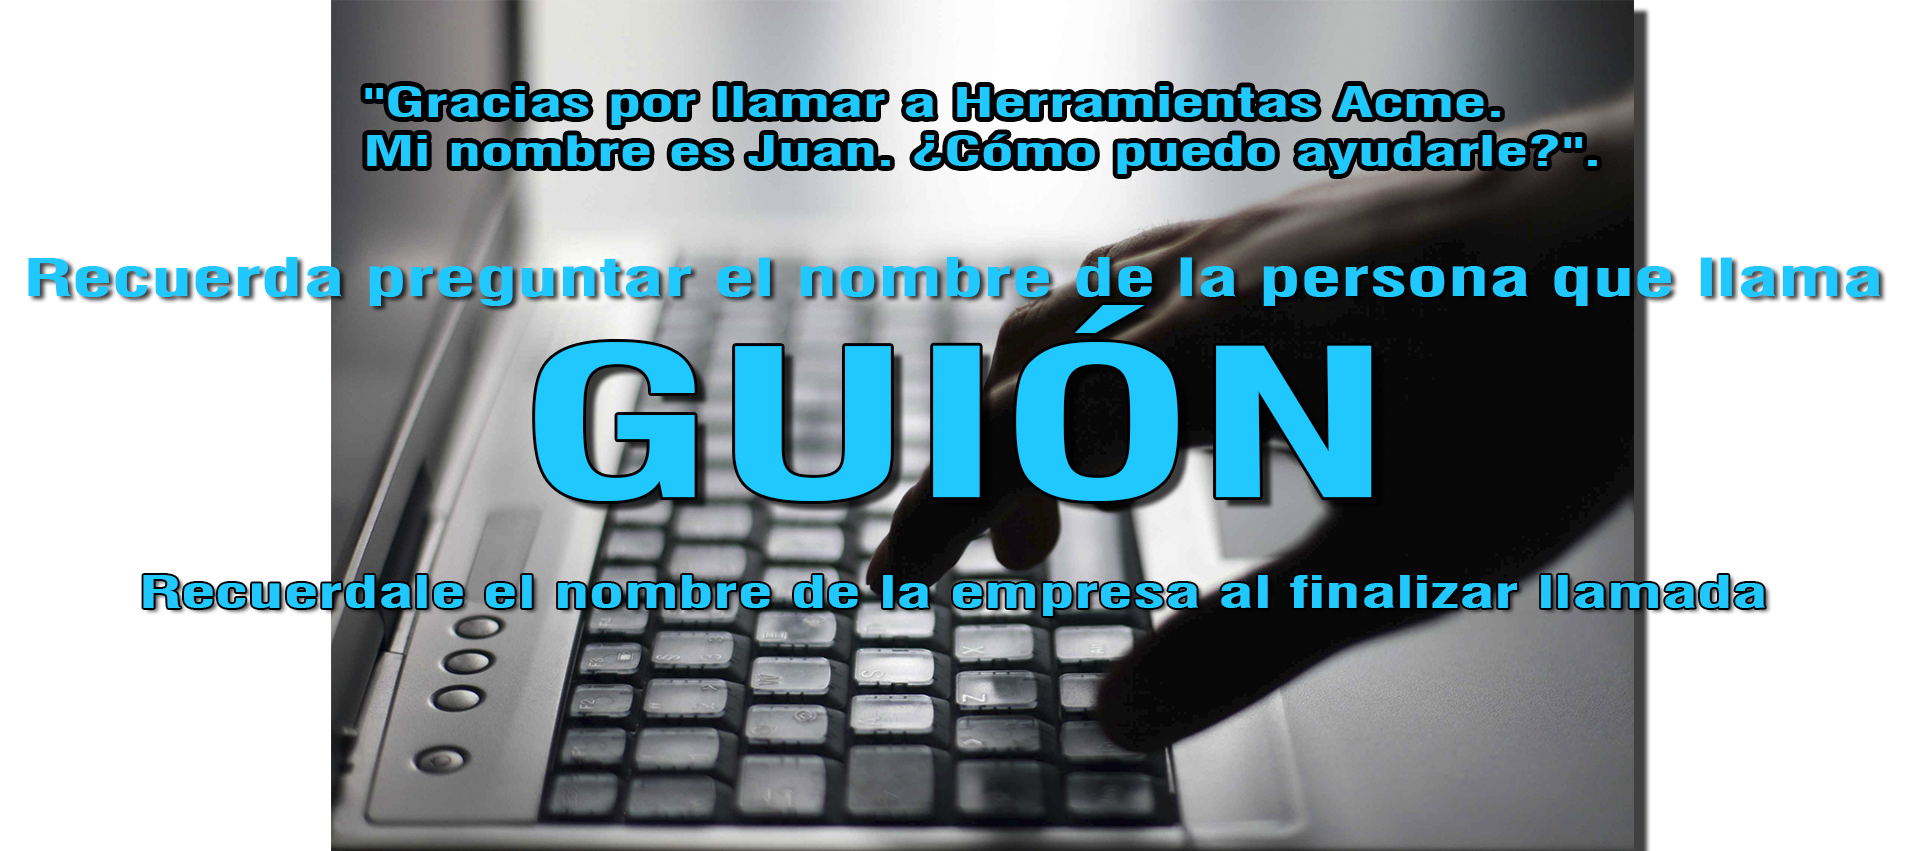 "Gracias por llamar a Herramientas Acme.
Mi nombre es Juan. ¿Cómo puedo ayudarle?".
Recuerda preguntar el nombre de la persona que llama
GUIÓN
Recuerdale el nombre de la empresa al finalizar llamada